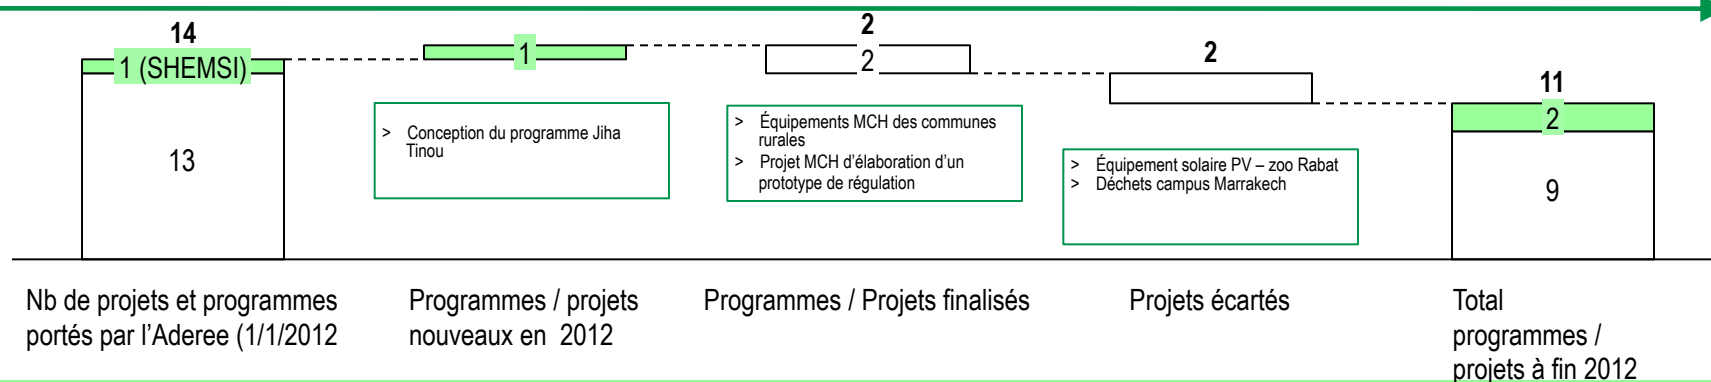 14
1 (SHEMSI)
13
1
> Conception du programme Jiha
Tinou
2
2
> Équipements MCH des communes
rurales
> Projet MCH d’élaboration d’un
prototype de régulation
2
> Équipement solaire PV – zoo Rabat
> Déchets campus Marrakech
11
2
9
Nb de projets et programmes
portés par l’Aderee (1/1/2012
Programmes / projets
nouveaux en 2012
Programmes / Projets finalisés
Projets écartés
Total
programmes /
projets à fin 2012